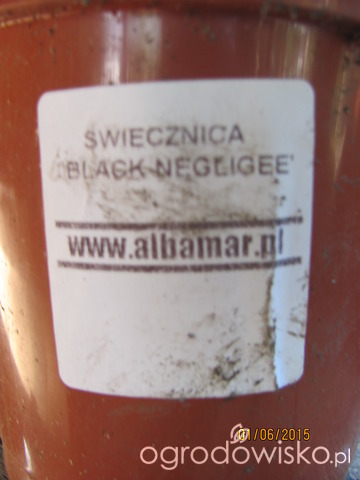 SWIECZNICA
'BLACK NEGLIGEE'
www.albamar.pl
01/06/2015
ogrodowisko.pl